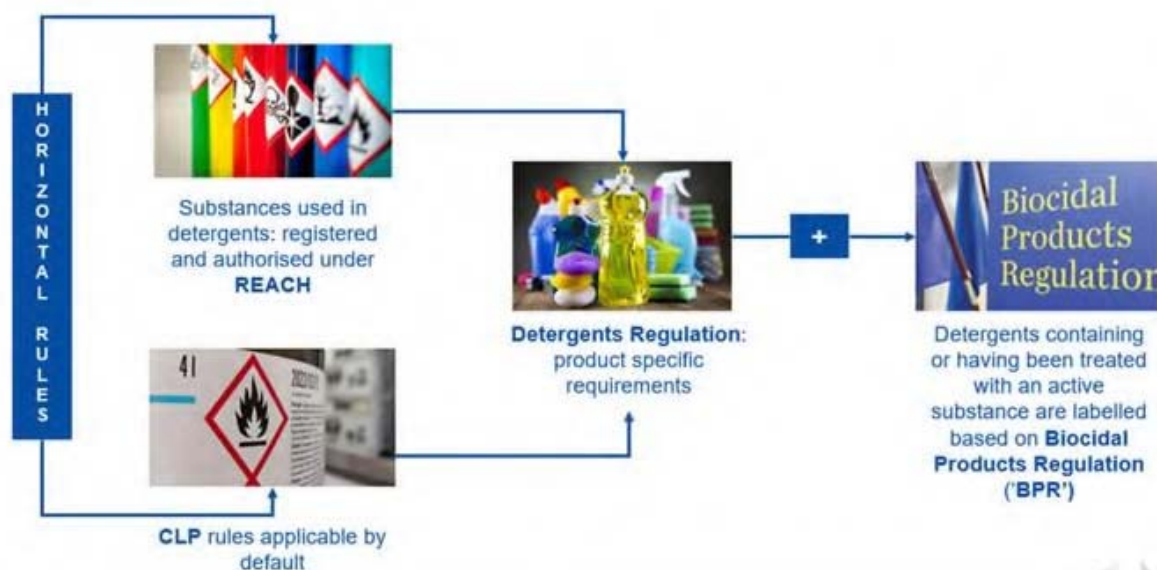 HORIZONTAL RULES
Substances used in
detergents: registered
and authorised under
REACH
41
CLP rules applicable by
default
Detergents Regulation:
product specific
requirements
+
Biocidal
Products
Regulation
Detergents containing
or having been treated
with an active
substance are labelled
based on Biocidal
Products Regulation
('BPR')